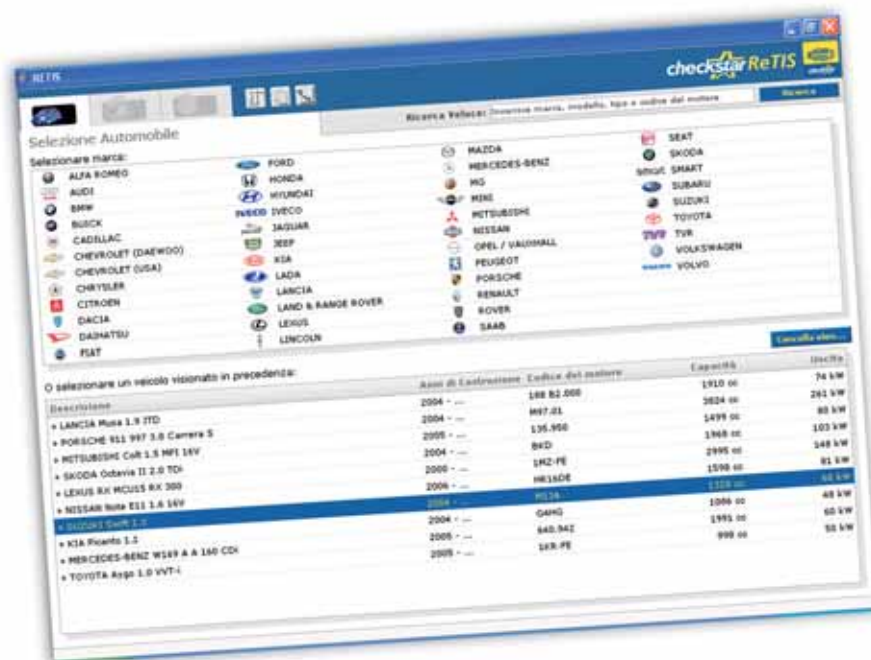 RETIS
checkstar ReTIS
Ricerca Veloce: Inserire marca, modello, tipo o codice del motore Ricerca
Selezione Automobile
Selezionare marca:
ALFA ROMEO FORD MAZDA SEAT
AUDI HONDA MERCEDES-BENZ SKODA
BMW HYUNDAI MG smart SMART
BUICK IVECO IVECO MINI SUBARU
CADILLAC JAGUAR MITSUBISHI SUZUKI
CHEVROLET (DAEWOO) JEEP NISSAN TOYOTA
CHEVROLET (USA) KIA OPEL / VAUXHALL TVR TVR
CHRYSLER LADA PEUGEOT VOLKSWAGEN
CITROEN LANCIA PORSCHE VOLVO
DACIA LAND & RANGE ROVER RENAULT
DAIHATSU LEXUS ROVER
FIAT LINCOLN SAAB
O selezionare un veicolo visionato in precedenza: Cancella elen...
Descrizione Anni di Costruzione Codice del motore Capacità Uscita
LANCIA Musa 1.9 JTD 2004 - ... 188 B2.000 1910 cc 74 kW
PORSCHE 911 997 3.8 Carrera S 2004 - ... M97.01 3824 cc 261 kW
MITSUBISHI Colt 1.5 MPI 16V 2005 - ... 135.950 1499 cc 80 kW
SKODA Octavia II 2.0 TDi 2004 - ... BKD 1968 cc 103 kW
LEXUS RX MCU15 RX 300 2000 - ... 1MZ-FE 2995 cc 148 kW
NISSAN Note E11 1.6 16V 2006 - ... HR16DE 1598 cc 81 kW
SUZUKI Swift 1.3 2004 - ... M13A 1328 cc 68 kW
KIA Picanto 1.1 2004 - ... G4HG 1086 cc 48 kW
MERCEDES-BENZ W169 A A 160 CDi 2005 - ... 640.942 1991 cc 60 kW
TOYOTA Aygo 1.0 VVT-i 2005 - ... 1KR-FE 998 cc 50 kW